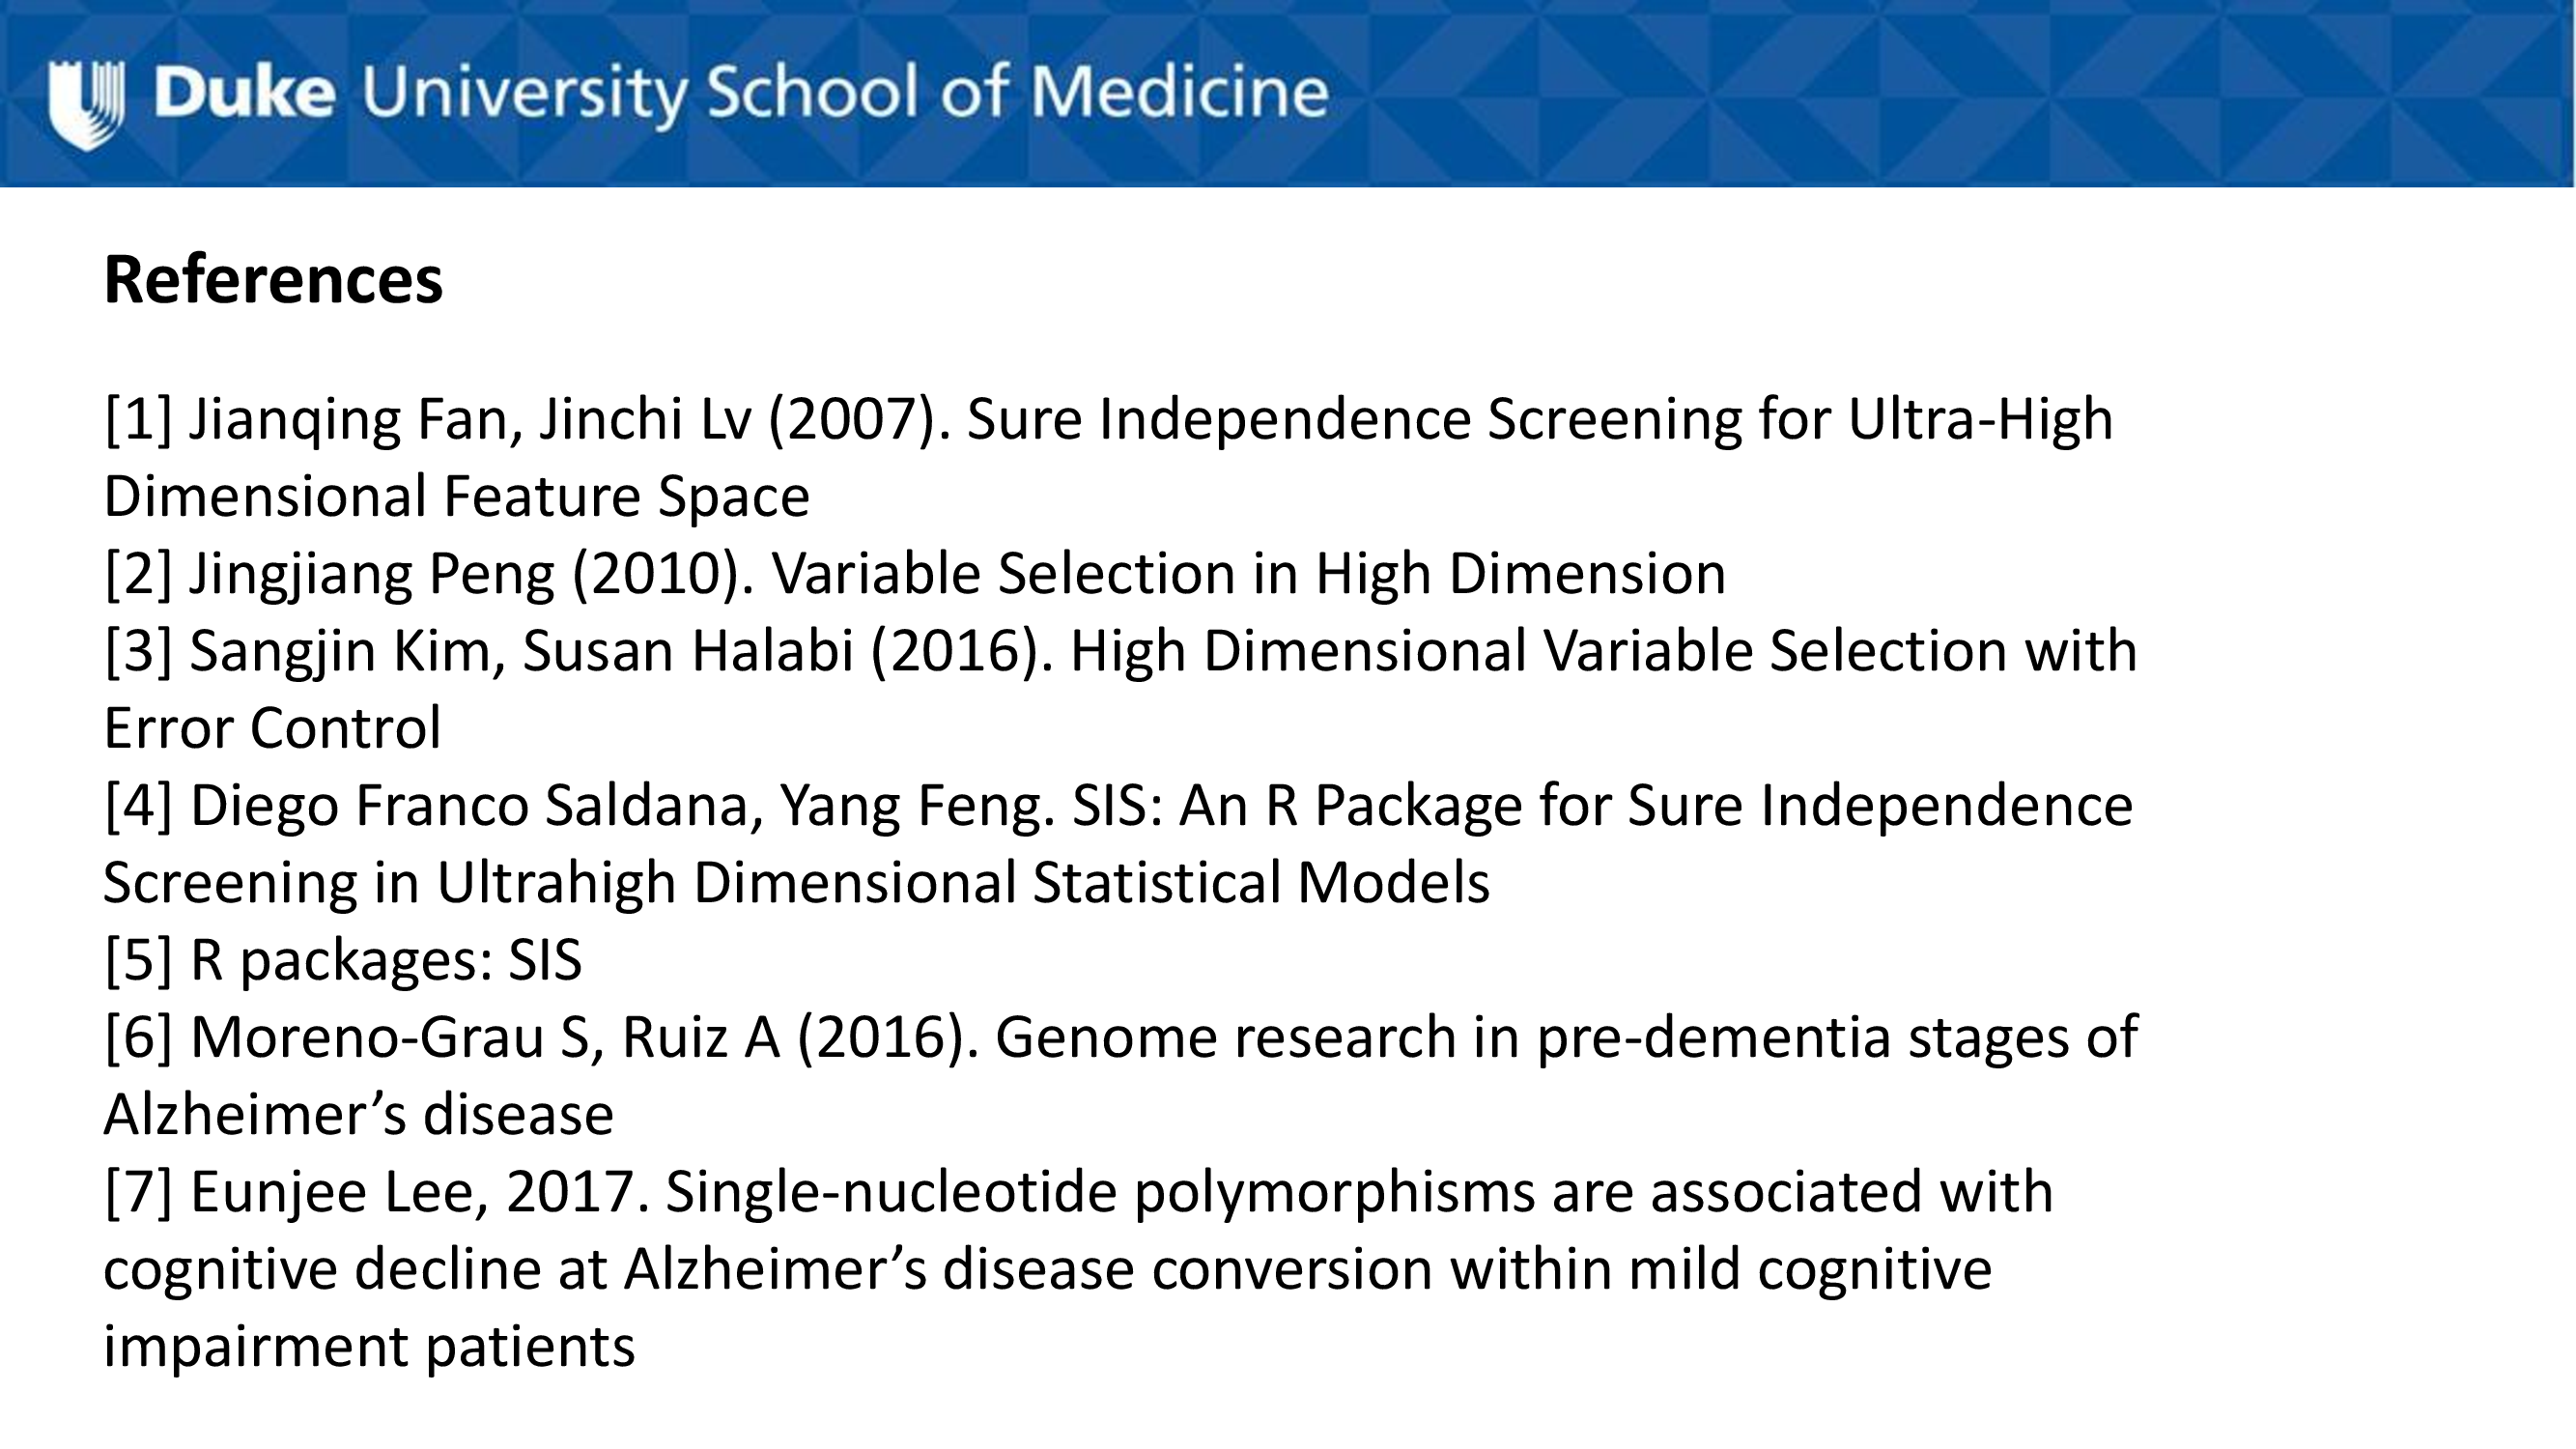 Duke University School of Medicine
References
[1] Jianqing Fan, Jinchi Lv (2007). Sure Independence Screening for Ultra-High
Dimensional Feature Space
[2] Jingjiang Peng (2010). Variable Selection in High Dimension
[3] Sangjin Kim, Susan Halabi (2016). High Dimensional Variable Selection with
Error Control
[4] Diego Franco Saldana, Yang Feng. SIS: An R Package for Sure Independence
Screening in Ultrahigh Dimensional Statistical Models
[5] R packages: SIS
[6] Moreno-Grau S, Ruiz A (2016). Genome research in pre-dementia stages of
Alzheimer’s disease
[7] Eunjee Lee, 2017. Single-nucleotide polymorphisms are associated with
cognitive decline at Alzheimer’s disease conversion within mild cognitive
impairment patients